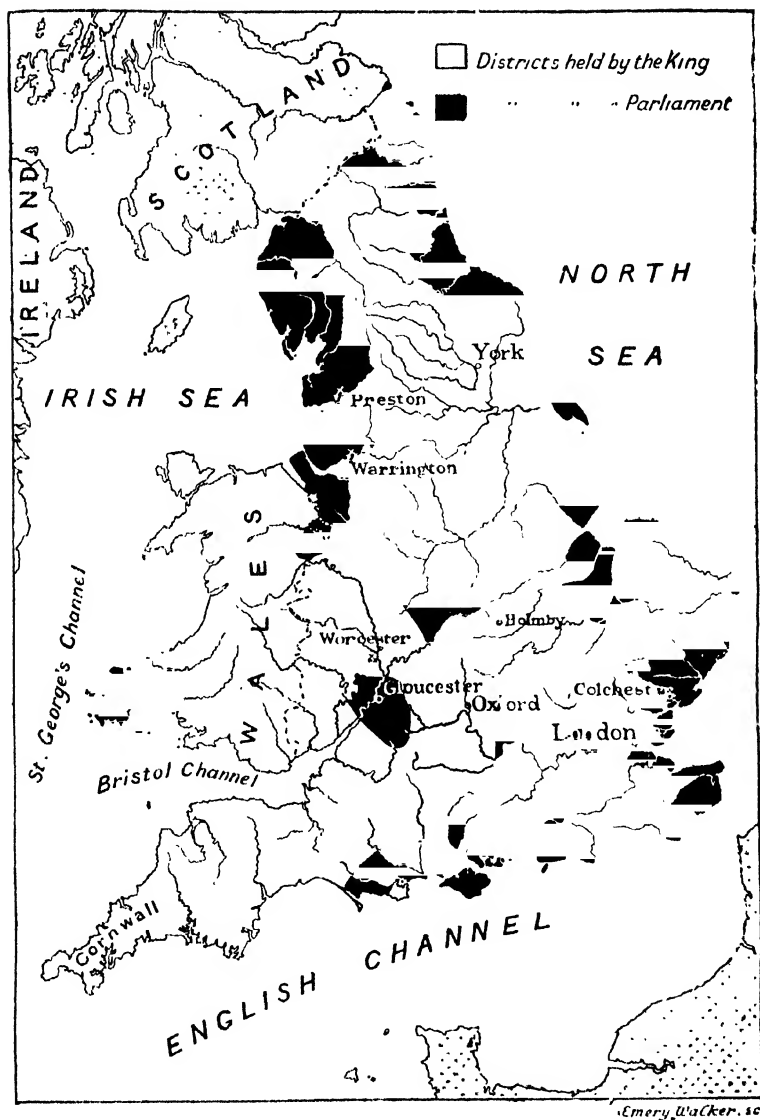 Districts held by the King
" " " Parliament
SCOTLAND
IRELAND
NORTH
SEA
York
IRISH SEA
Preston
Warrington
WALES
St. George's Channel
Holmby
Worcester
Gloucester
Oxford
Colchest
London
Bristol Channel
Cornwall
ENGLISH CHANNEL
Emery Walker. sc